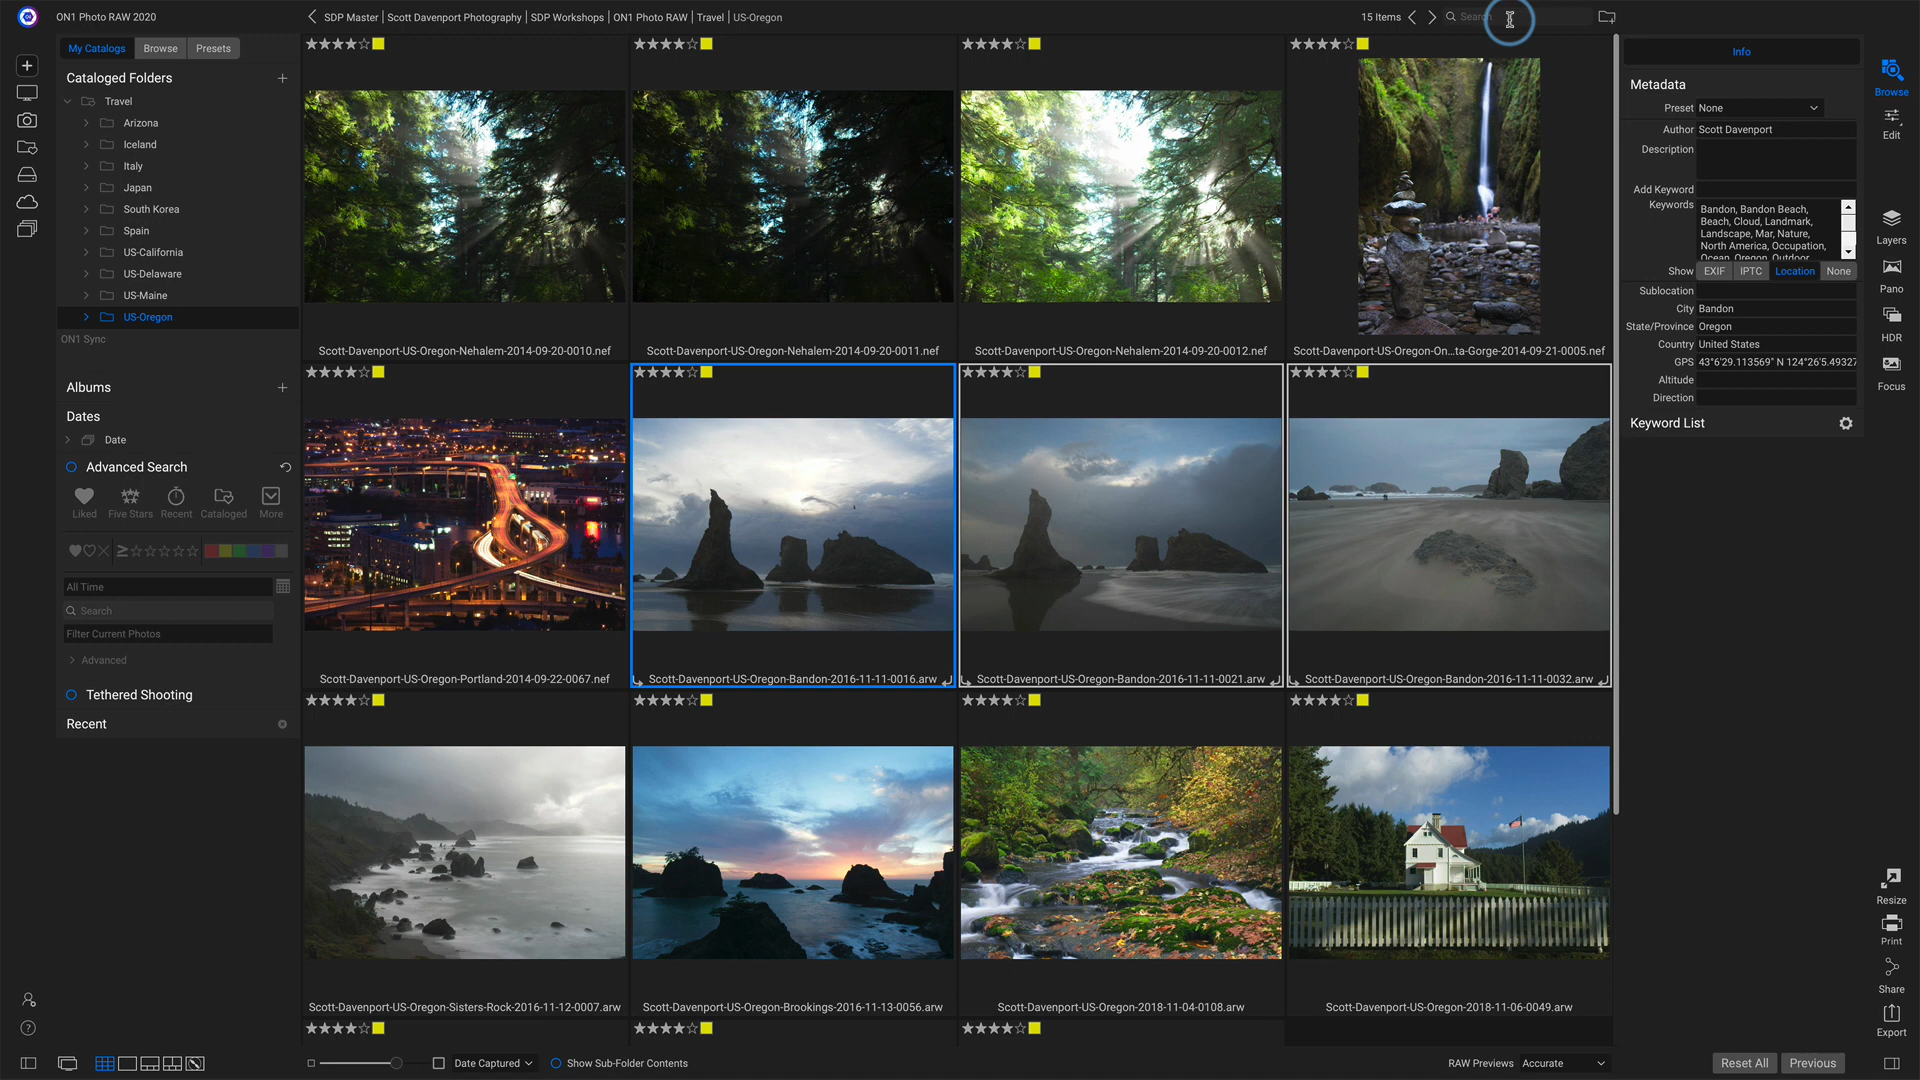 ON1 Photo RAW 2020
SDP Master | Scott Davenport Photography | SDP Workshops | ON1 Photo RAW | Travel | US-Oregon
15 Items
Search
My Catalogs
Browse
Presets
Cataloged Folders
Travel
Arizona
Iceland
Italy
Japan
South Korea
Spain
US-California
US-Delaware
US-Maine
US-Oregon
ON1 Sync
Albums
Dates
Date
Advanced Search
Liked
Five Stars
Recent
Cataloged
More
All Time
Search
Filter Current Photos
Advanced
Tethered Shooting
Recent
Scott-Davenport-US-Oregon-Nehalem-2014-09-20-0010.nef
Scott-Davenport-US-Oregon-Nehalem-2014-09-20-0011.nef
Scott-Davenport-US-Oregon-Nehalem-2014-09-20-0012.nef
Scott-Davenport-US-Oregon-On...ta-Gorge-2014-09-21-0005.nef
Scott-Davenport-US-Oregon-Portland-2014-09-22-0067.nef
Scott-Davenport-US-Oregon-Bandon-2016-11-11-0016.arw
Scott-Davenport-US-Oregon-Bandon-2016-11-11-0021.arw
Scott-Davenport-US-Oregon-Bandon-2016-11-11-0032.arw
Scott-Davenport-US-Oregon-Sisters-Rock-2016-11-12-0007.arw
Scott-Davenport-US-Oregon-Brookings-2016-11-13-0056.arw
Scott-Davenport-US-Oregon-2018-11-04-0108.arw
Scott-Davenport-US-Oregon-2018-11-06-0049.arw
Info
Metadata
Preset None
Author Scott Davenport
Description
Add Keyword
Keywords Bandon, Bandon Beach,
Beach, Cloud, Landmark,
Landscape, Mar, Nature,
North America, Occupation,
Ocean, Oregon, Outdoor,
Show EXIF IPTC Location None
Sublocation
City Bandon
State/Province Oregon
Country United States
GPS 43°6'29.113569" N 124°26'5.49327
Altitude
Direction
Keyword List
Browse
Edit
Layers
Pano
HDR
Focus
Resize
Print
Share
Export
Date Captured
Show Sub-Folder Contents
RAW Previews Accurate
Reset All
Previous